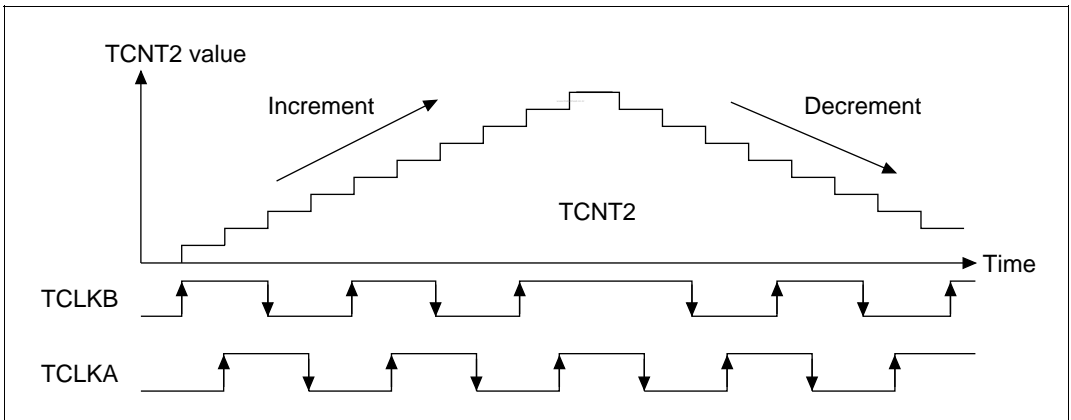 TCNT2 value
Increment
Decrement
TCNT2
Time
TCLKB
TCLKA